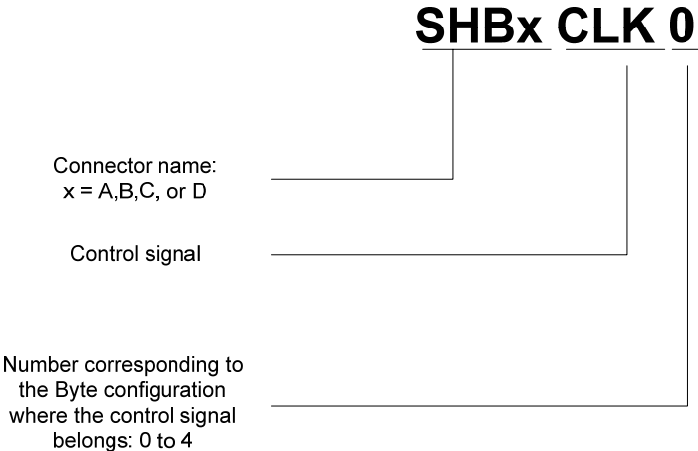 SHBx CLK 0
Connector name:
x = A,B,C, or D
Control signal
Number corresponding to
the Byte configuration
where the control signal
belongs: 0 to 4